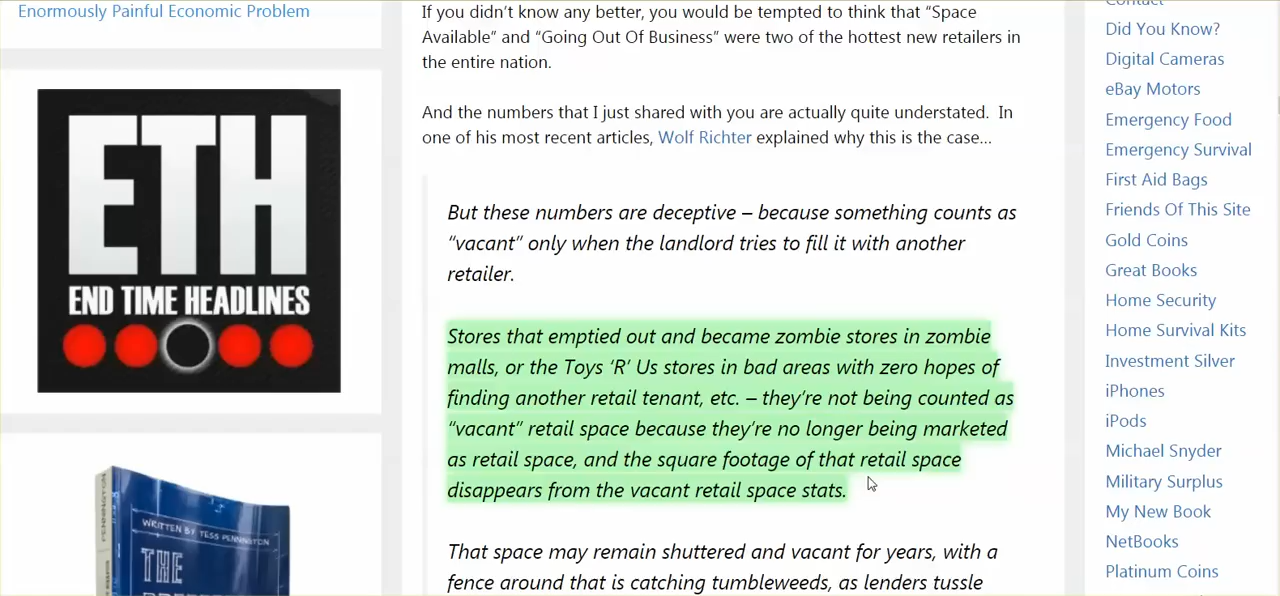 Enormously Painful Economic Problem
ETH
END TIME HEADLINES
WRITTEN BY TESS PENNINGTON
THE
If you didn’t know any better, you would be tempted to think that “Space
Available” and “Going Out Of Business” were two of the hottest new retailers in
the entire nation.
And the numbers that I just shared with you are actually quite understated.  In
one of his most recent articles, Wolf Richter explained why this is the case…
But these numbers are deceptive – because something counts as
“vacant” only when the landlord tries to fill it with another
retailer.
Stores that emptied out and became zombie stores in zombie
malls, or the Toys ‘R’ Us stores in bad areas with zero hopes of
finding another retail tenant, etc. – they’re not being counted as
“vacant” retail space because they’re no longer being marketed
as retail space, and the square footage of that retail space
disappears from the vacant retail space stats.
That space may remain shuttered and vacant for years, with a
fence around that is catching tumbleweeds, as lenders tussle
Contact
Did You Know?
Digital Cameras
eBay Motors
Emergency Food
Emergency Survival
First Aid Bags
Friends Of This Site
Gold Coins
Great Books
Home Security
Home Survival Kits
Investment Silver
iPhones
iPods
Michael Snyder
Military Surplus
My New Book
NetBooks
Platinum Coins